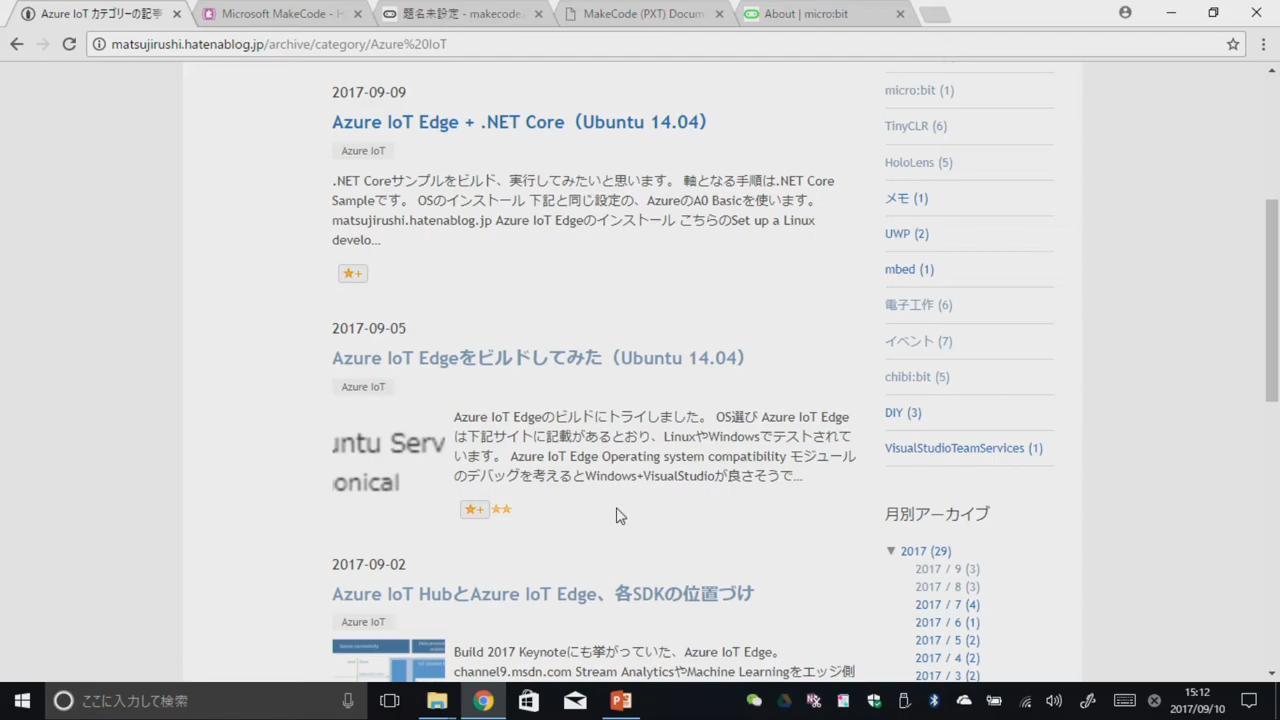 Azure IoT カテゴリーの記事
Microsoft MakeCode - H
題名未設定 - makecode.
MakeCode (PXT) Docum
About | micro:bit
matsujirushi.hatenablog.jp/archive/category/Azure%20IoT
2017-09-09
Azure IoT Edge + .NET Core（Ubuntu 14.04）
Azure IoT
.NET Coreサンプルをビルド、実行してみたいと思います。 軸となる手順は.NET Core
Sampleです。 OSのインストール 下記と同じ設定の、AzureのA0 Basicを使います。
matsujirushi.hatenablog.jp Azure IoT Edgeのインストール こちらのSet up a Linux
develo...
2017-09-05
Azure IoT Edgeをビルドしてみた（Ubuntu 14.04）
Azure IoT
untu Serv
onical
Azure IoT Edgeのビルドにトライしました。 OS選び Azure IoT Edge
は下記サイトに記載があるとおり、LinuxやWindowsでテストされて
います。 Azure IoT Edge Operating system compatibility モジュール
のデバッグを考えるとWindows+VisualStudioが良さそうで...
2017-09-02
Azure IoT HubとAzure IoT Edge、各SDKの位置づけ
Azure IoT
Build 2017 Keynoteにも挙がっていた、Azure IoT Edge。
channel9.msdn.com Stream AnalyticsやMachine Learningをエッジ側
micro:bit (1)
TinyCLR (6)
HoloLens (5)
メモ (1)
UWP (2)
mbed (1)
電子工作 (6)
イベント (7)
chibi:bit (5)
DIY (3)
VisualStudioTeamServices (1)
月別アーカイブ
▼ 2017 (29)
2017 / 9 (3)
2017 / 8 (3)
2017 / 7 (4)
2017 / 6 (1)
2017 / 5 (2)
2017 / 4 (2)
2017 / 3 (2)
ここに入力して検索
15:12
2017/09/10